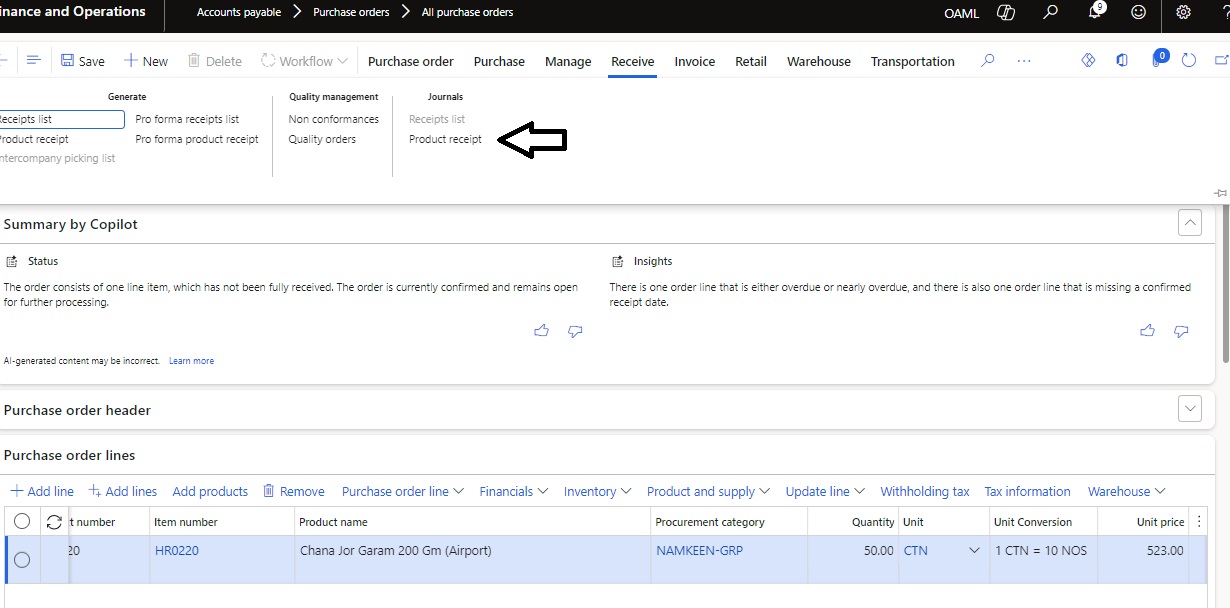 inance and Operations Accounts payable Purchase orders All purchase orders OAML 9
Save New Delete Workflow Purchase order Purchase Manage Receive Invoice Retail Warehouse Transportation ... 0
Generate Quality management Journals
Receipts list Pro forma receipts list Non conformances Receipts list
Product receipt Pro forma product receipt Quality orders Product receipt
ntercompany picking list
Summary by Copilot
Status Insights
The order consists of one line item, which has not been fully received. The order is currently confirmed and remains open There is one order line that is either overdue or nearly overdue, and there is also one order line that is missing a confirmed
for further processing. receipt date.
AI-generated content may be incorrect. Learn more
Purchase order header
Purchase order lines
Add line Add lines Add products Remove Purchase order line Financials Inventory Product and supply Update line Withholding tax Tax information Warehouse
t number Item number Product name Procurement category Quantity Unit Unit Conversion Unit price
20 HR0220 Chana Jor Garam 200 Gm (Airport) NAMKEEN-GRP 50.00 CTN 1 CTN = 10 NOS 523.00